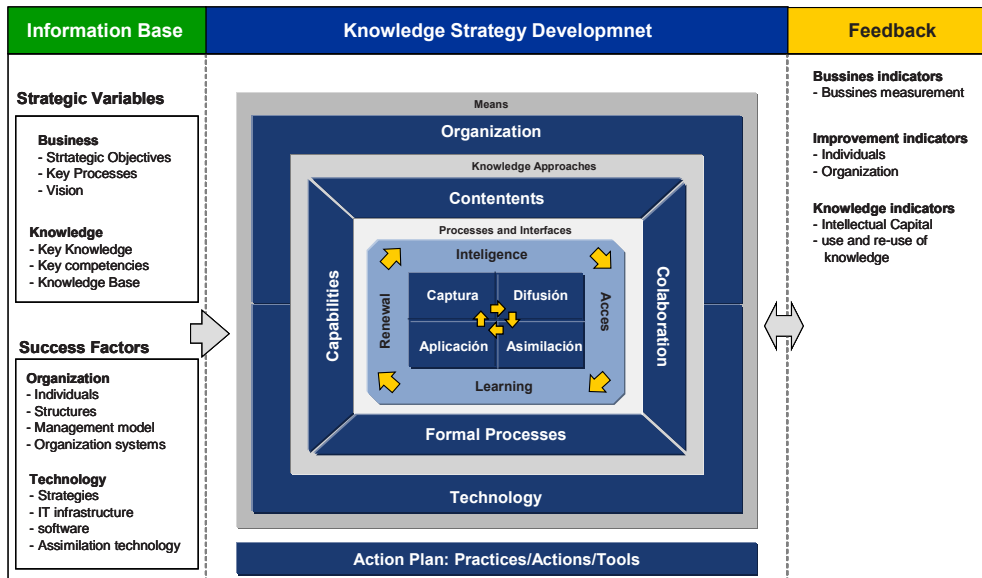 Information Base
Knowledge Strategy Developmnet
Feedback
Strategic Variables
Business
- Strtategic Objectives
- Key Processes
- Vision
Knowledge
- Key Knowledge
- Key competencies
- Knowledge Base
Success Factors
Organization
- Individuals
- Structures
- Management model
- Organization systems
Technology
- Strategies
- IT infrastructure
- software
- Assimilation technology
Means
Organization
Knowledge Approaches
Contentents
Processes and Interfaces
Inteligence
Capabilities
Renewal
Captura
Difusión
Aplicación
Asimilación
Acces
Colaboration
Learning
Formal Processes
Technology
Action Plan: Practices/Actions/Tools
Bussines indicators
- Bussines measurement
Improvement indicators
- Individuals
- Organization
Knowledge indicators
- Intellectual Capital
- use and re-use of
knowledge